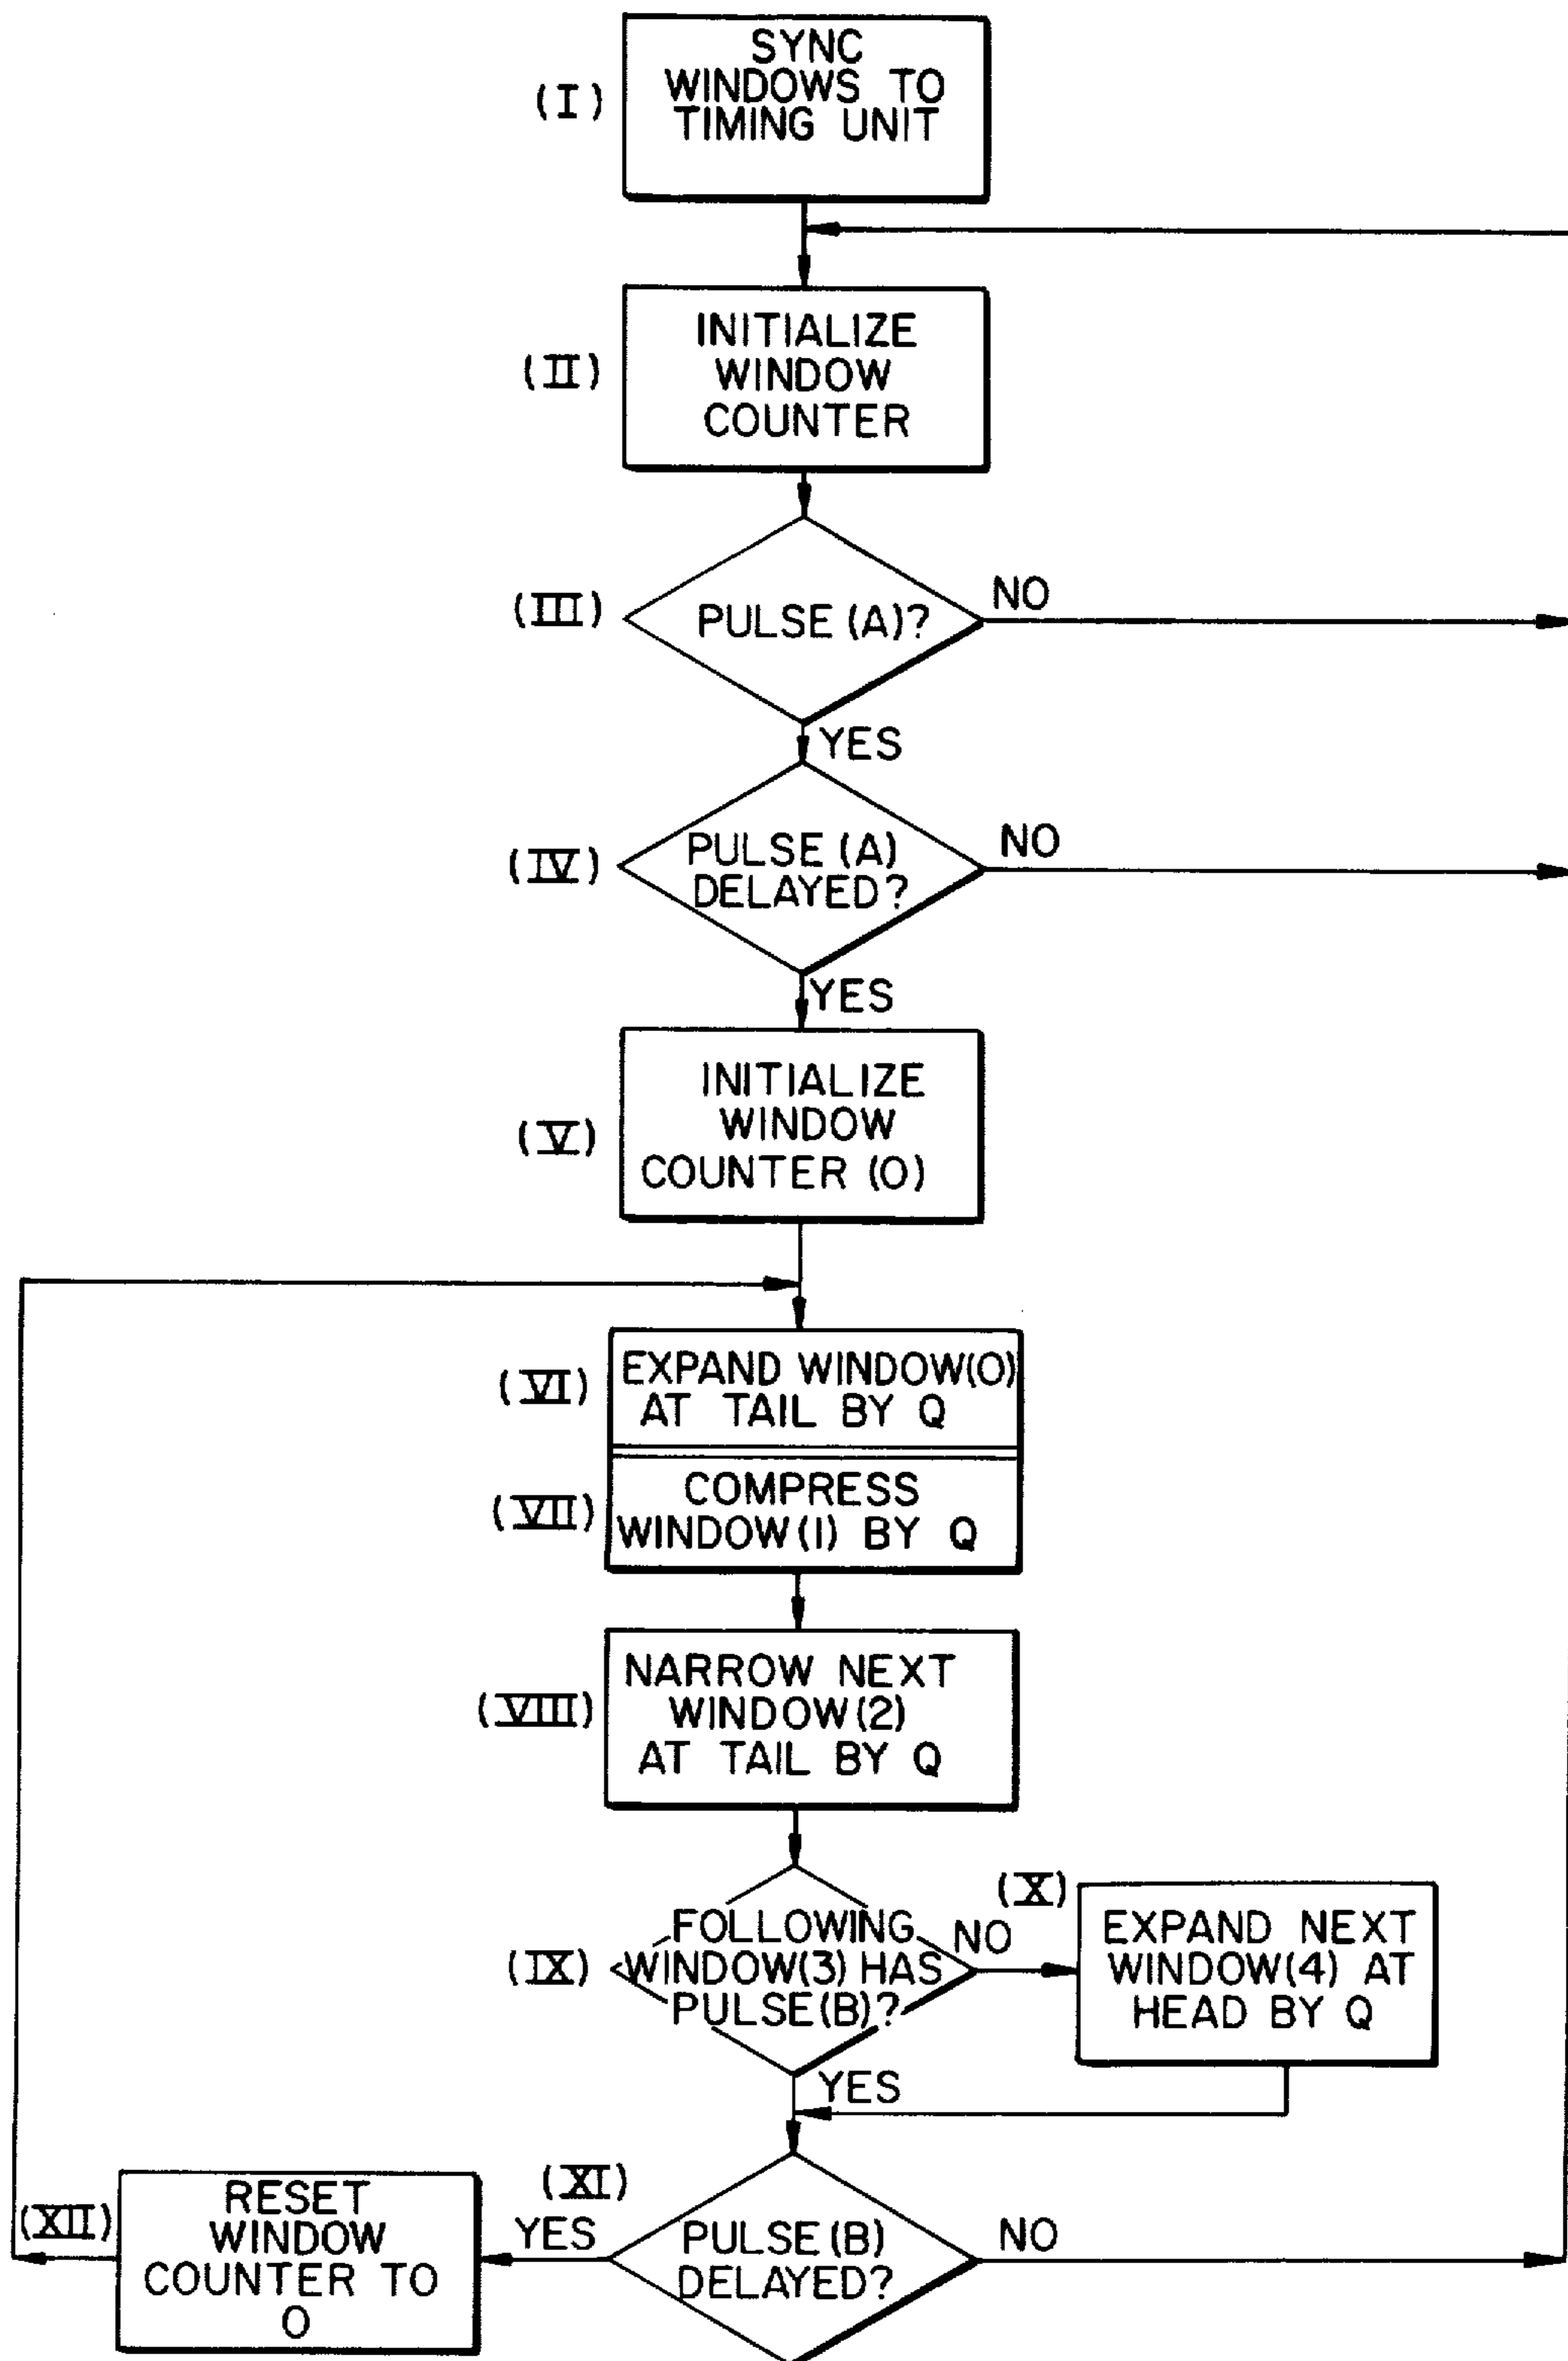 (I)
SYNC
WINDOWS TO
TIMING UNIT
(II)
INITIALIZE
WINDOW
COUNTER
(III)
PULSE (A)?
NO
YES
(IV)
PULSE (A)
DELAYED?
NO
YES
(V)
INITIALIZE
WINDOW
COUNTER (0)
(VI)
EXPAND WINDOW(0)
AT TAIL BY Q
(VII)
COMPRESS
WINDOW(1) BY Q
(VIII)
NARROW NEXT
WINDOW(2)
AT TAIL BY Q
(IX)
FOLLOWING
WINDOW(3) HAS
PULSE(B)?
NO
YES
(X)
EXPAND NEXT
WINDOW(4) AT
HEAD BY Q
(XI)
PULSE (B)
DELAYED?
YES
NO
(XII)
RESET
WINDOW
COUNTER TO
0